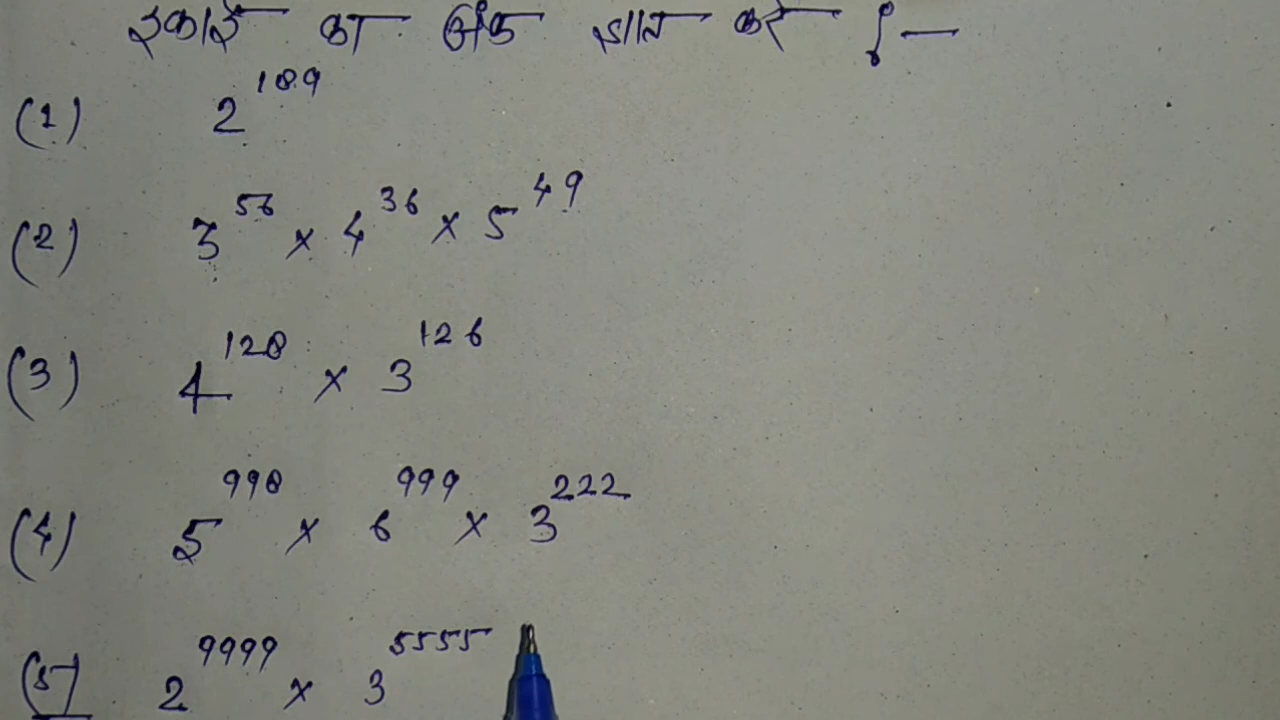 इकाई का अंक ज्ञात करें :—
(1) 2^189
(2) 3^56 × 4^36 × 5^49
(3) 4^128 × 3^126
(4) 5^998 × 6^999 × 3^222
(5) 2^9999 × 3^5555